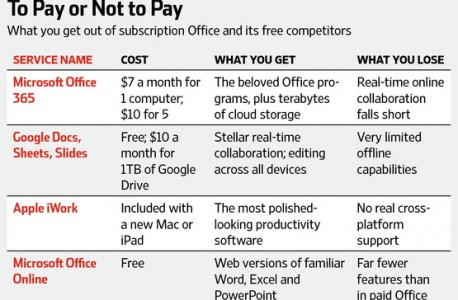 To Pay or Not to Pay
What you get out of subscription Office and its free competitors
SERVICE NAME COST WHAT YOU GET WHAT YOU LOSE
Microsoft Office $7 a month for The beloved Office pro- Real-time online
365 1 computer; grams, plus terabytes collaboration
$10 for 5 of cloud storage falls short
Google Docs, Free; $10 a Stellar real-time Very limited
Sheets, Slides month for collaboration; editing offline
1TB of Google across all devices capabilities
Drive
Apple iWork Included with The most polished- No real cross-
a new Mac or looking productivity platform
iPad software support
Microsoft Office Free Web versions of familiar Far fewer
Online Word, Excel and features than
PowerPoint in paid Office